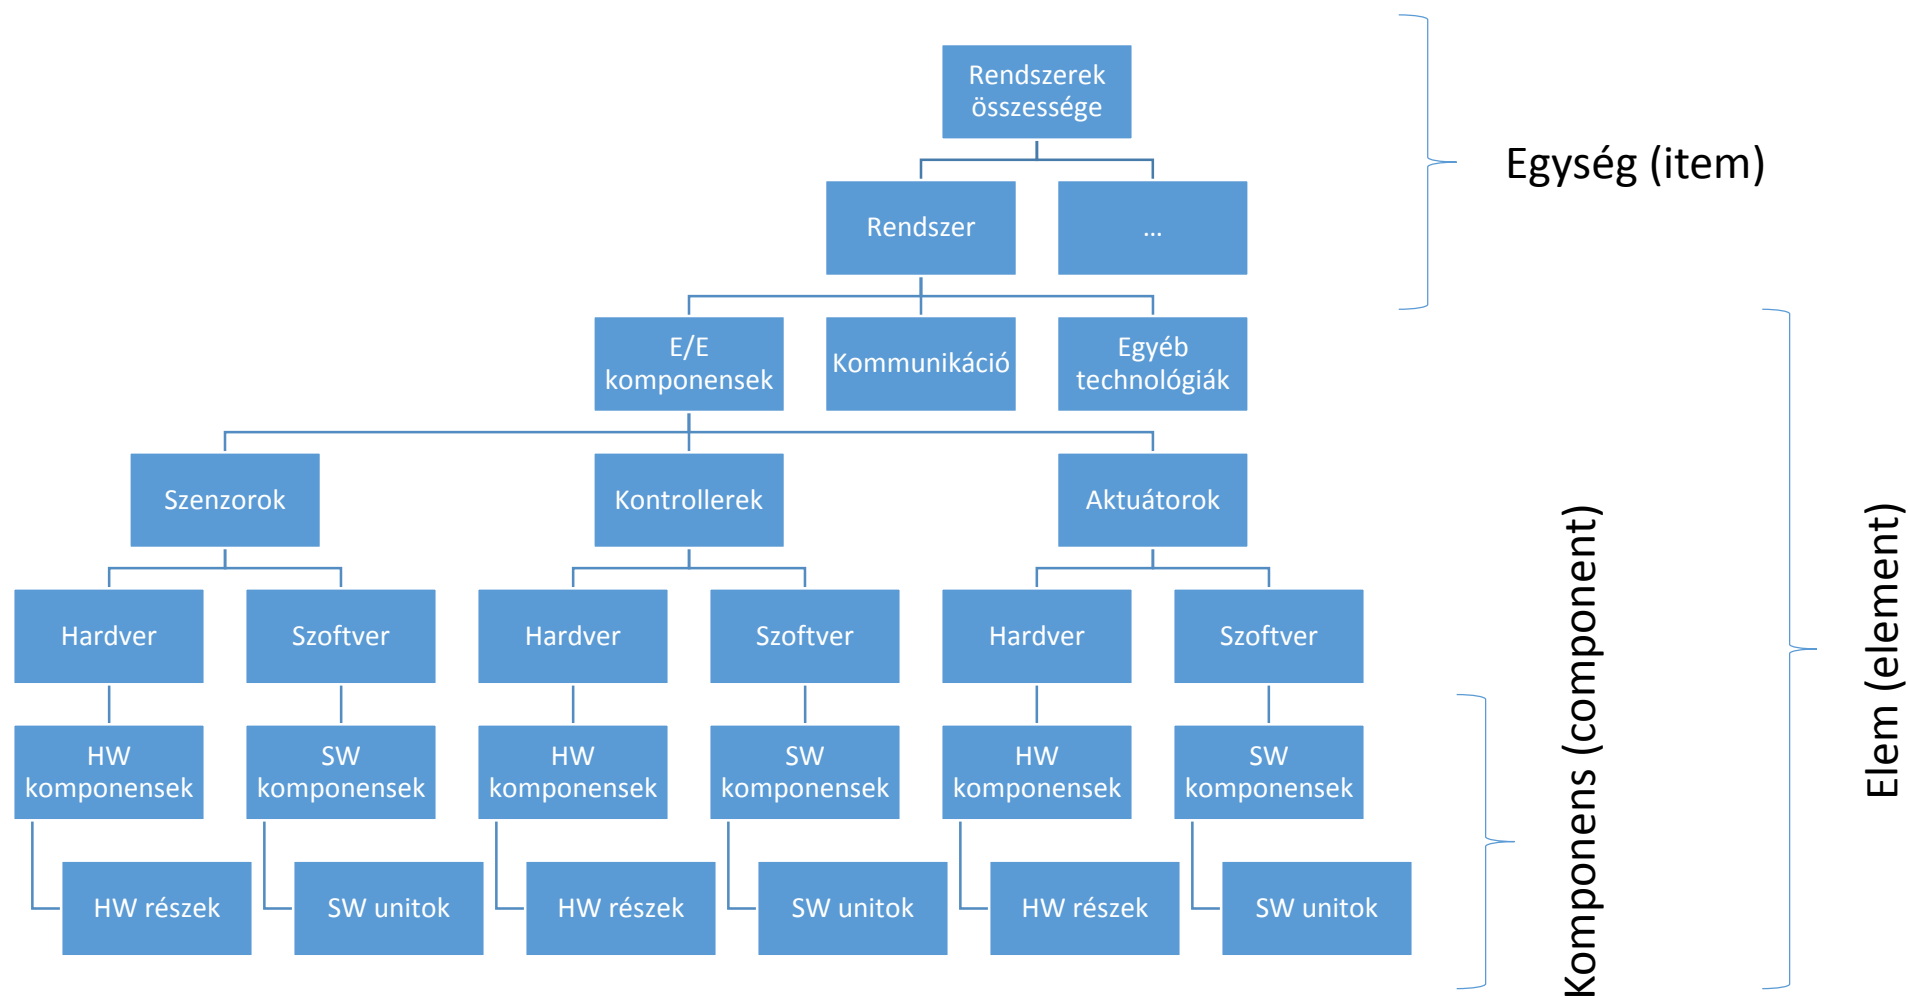 Rendszerek
összessége
Egység (item)
Rendszer
...
E/E
komponensek
Kommunikáció
Egyéb
technológiák
Szenzorok
Kontrollerek
Aktuátorok
Hardver
Szoftver
Hardver
Szoftver
Hardver
Szoftver
HW
komponensek
SW
komponensek
HW
komponensek
SW
komponensek
HW
komponensek
SW
komponensek
HW részek
SW unitok
HW részek
SW unitok
HW részek
SW unitok
Komponens (component)
Elem (element)